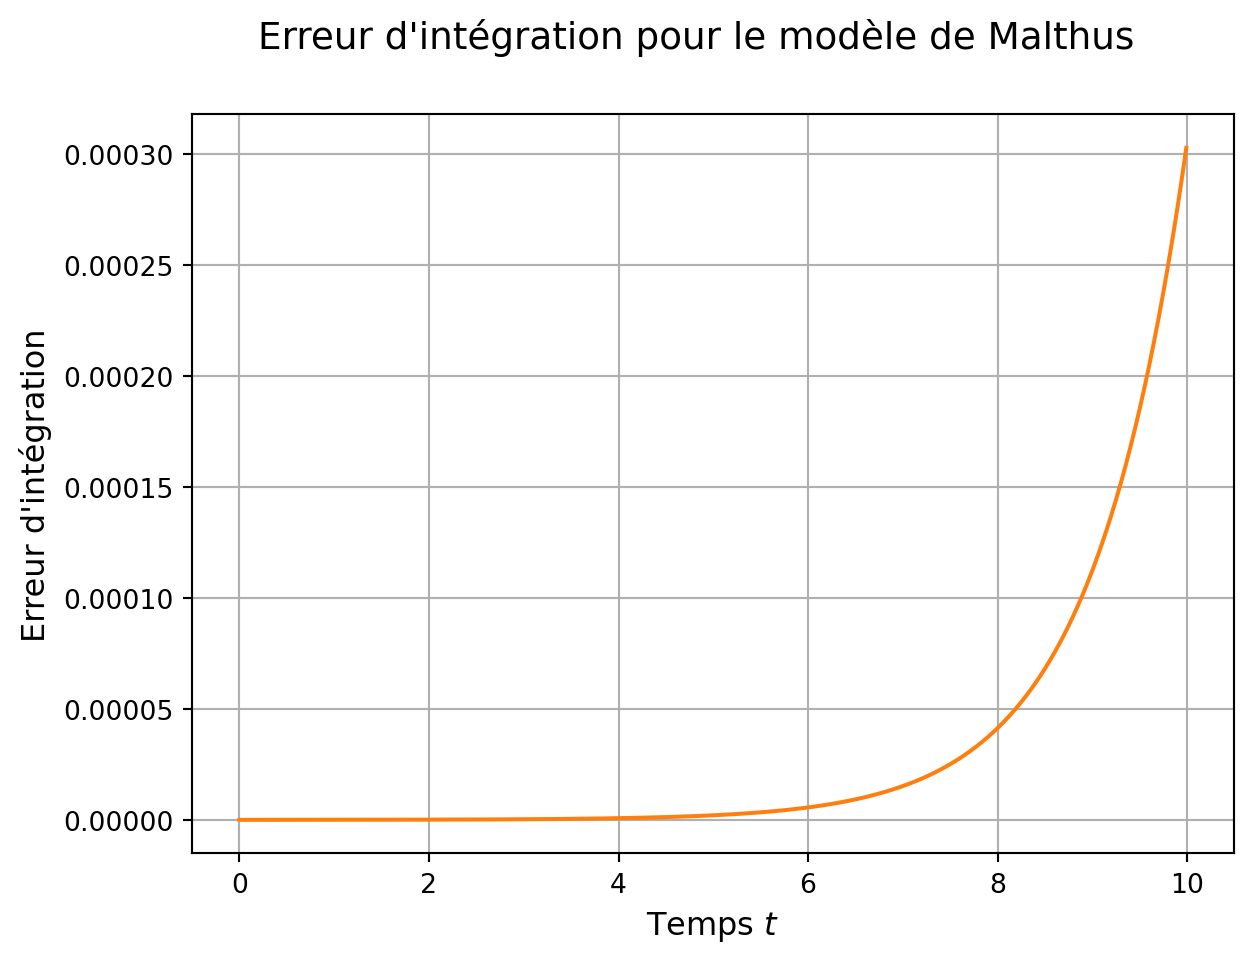 Erreur d'intégration pour le modèle de Malthus
0.00030
0.00025
0.00020
0.00015
0.00010
0.00005
0.00000
Erreur d'intégration
0 2 4 6 8 10
Temps t